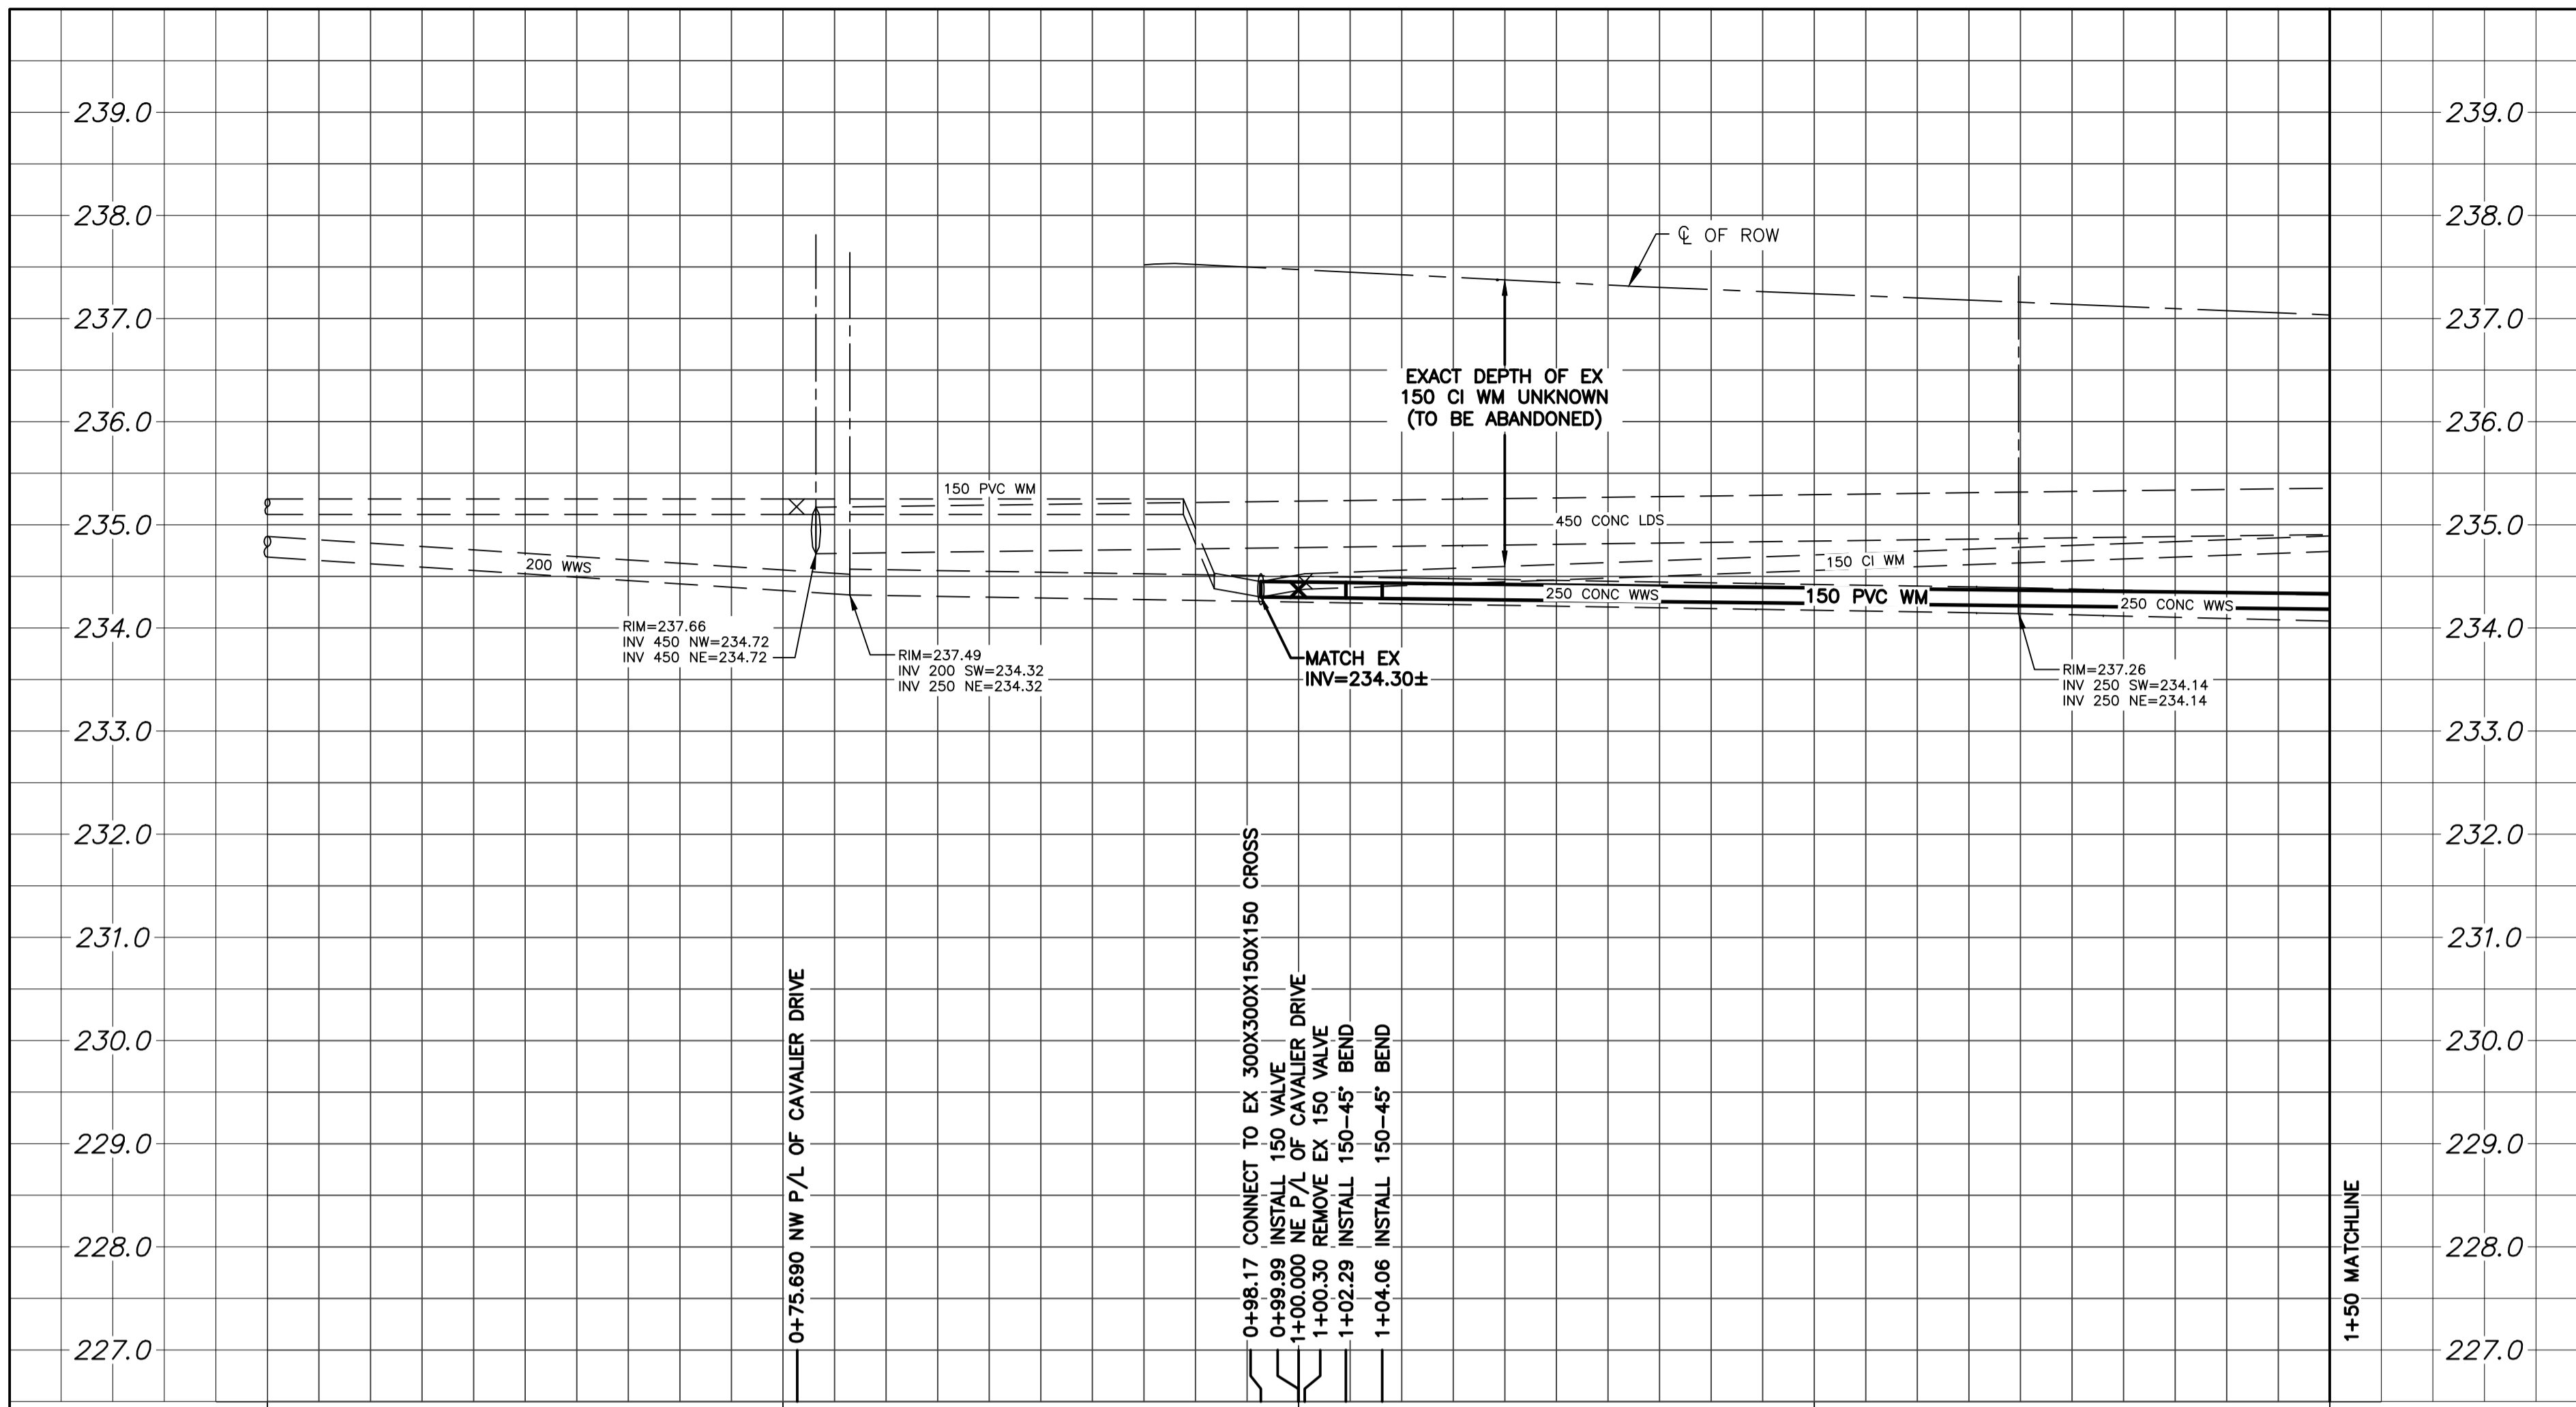 239.0
239.0
238.0
238.0
℄ OF ROW
237.0
237.0
EXACT DEPTH OF EX
150 CI WM UNKNOWN
(TO BE ABANDONED)
236.0
236.0
150 PVC WM
235.0
235.0
450 CONC LDS
200 WWS
150 CI WM
250 CONC WWS
150 PVC WM
250 CONC WWS
234.0
234.0
RIM=237.66
INV 450 NW=234.72
INV 450 NE=234.72
RIM=237.49
INV 200 SW=234.32
INV 250 NE=234.32
MATCH EX
INV=234.30±
RIM=237.26
INV 250 SW=234.14
INV 250 NE=234.14
233.0
233.0
232.0
232.0
231.0
231.0
230.0
230.0
229.0
229.0
228.0
228.0
227.0
227.0
0+75.690 NW P/L OF CAVALIER DRIVE
0+98.17 CONNECT TO EX 300X300X150X150 CROSS
0+99.99 INSTALL 150 VALVE
1+00.000 NE P/L OF CAVALIER DRIVE
1+00.30 REMOVE EX 150 VALVE
1+02.29 INSTALL 150-45° BEND
1+04.06 INSTALL 150-45° BEND
1+50 MATCHLINE